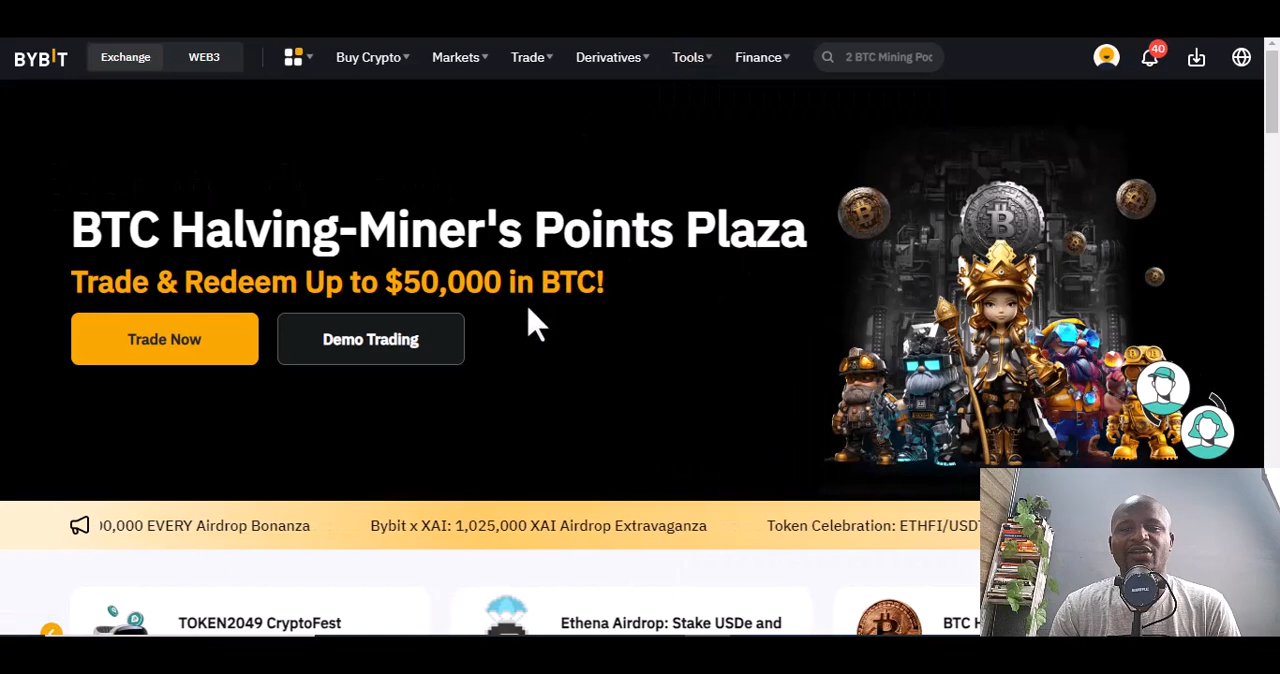 BYBIT Exchange WEB3 Buy Crypto Markets Trade Derivatives Tools Finance 2 BTC Mining Pot 40
BTC Halving-Miner's Points Plaza
Trade & Redeem Up to $50,000 in BTC!
Trade Now Demo Trading
00,000 EVERY Airdrop Bonanza Bybit x XAI: 1,025,000 XAI Airdrop Extravaganza Token Celebration: ETHFI/USD
TOKEN2049 CryptoFest Ethena Airdrop: Stake USDe and BTC H